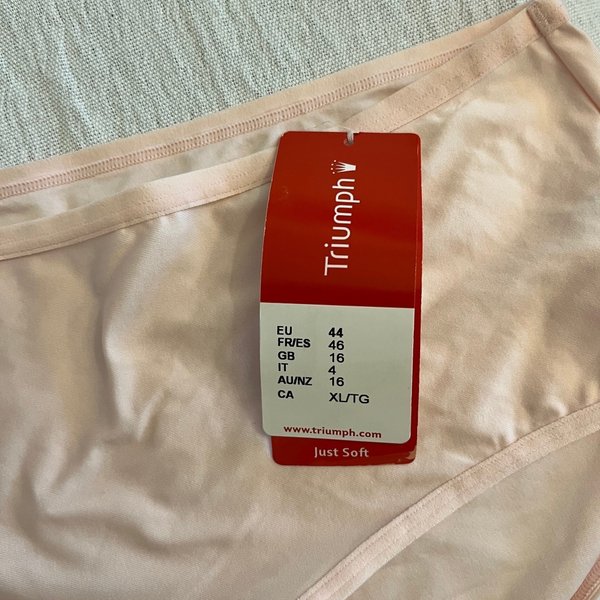 Triumph
EU 44
FR/ES 46
GB 16
IT 4
AU/NZ 16
CA XL/TG
www.triumph.com
Just Soft